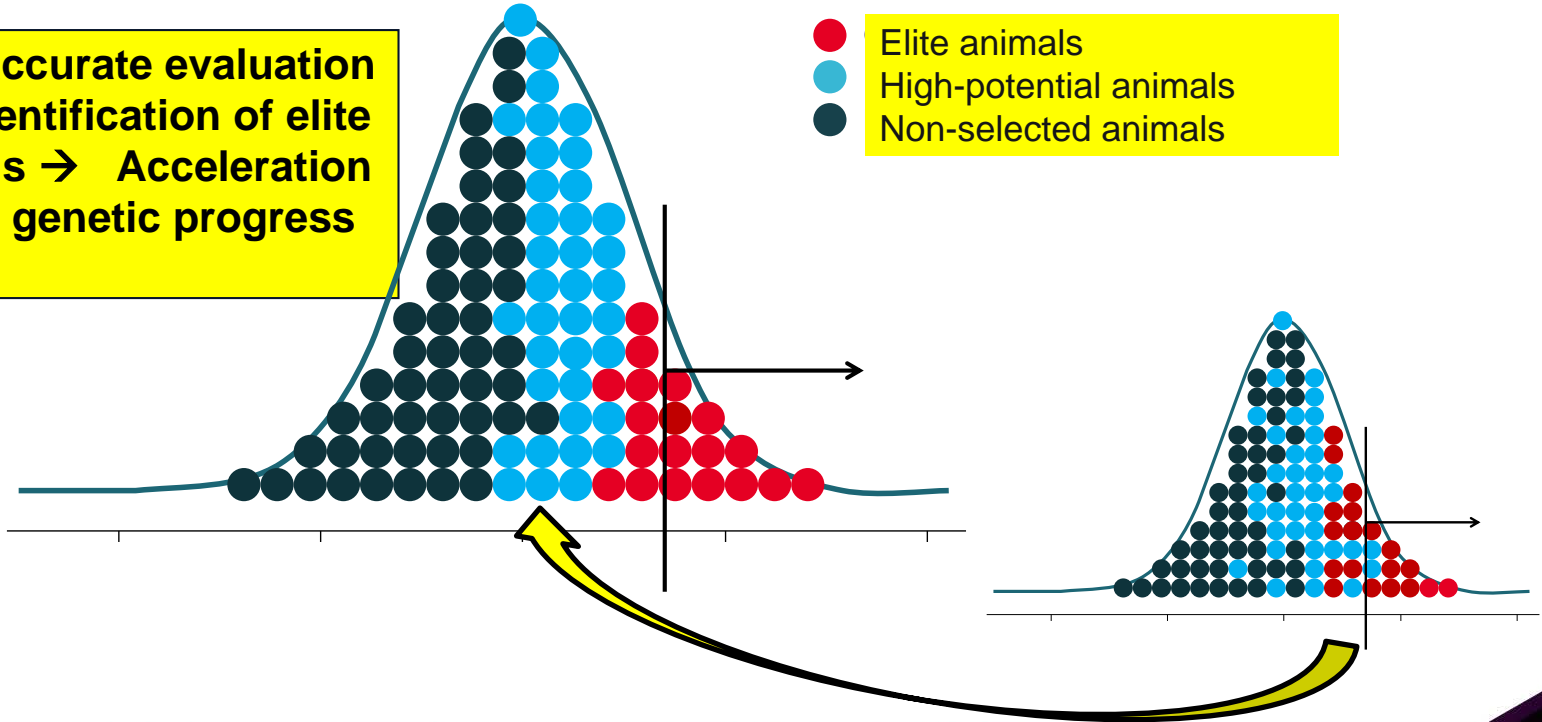 ccurate evaluation
entification of elite
s → Acceleration
genetic progress
Elite animals
High-potential animals
Non-selected animals